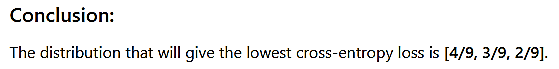 Conclusion:
The distribution that will give the lowest cross-entropy loss is [4/9, 3/9, 2/9].